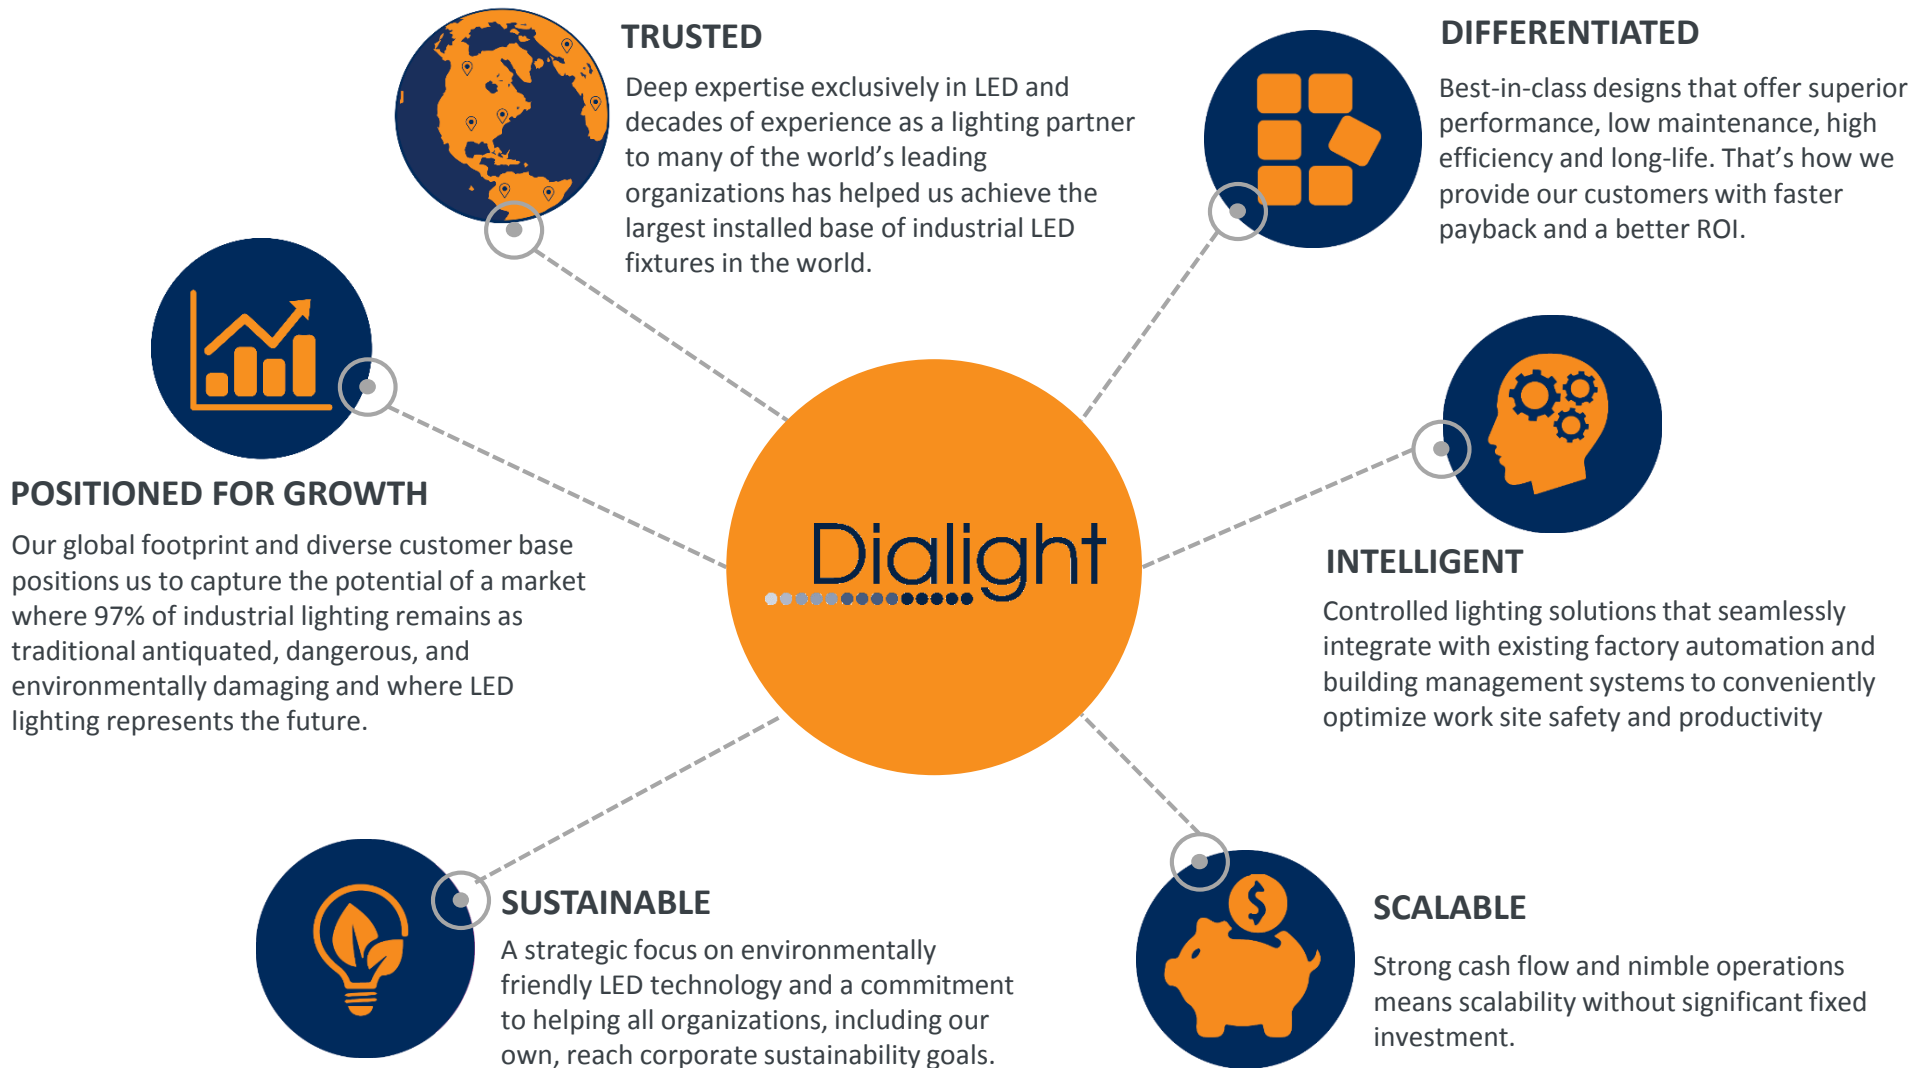 TRUSTED
Deep expertise exclusively in LED and
decades of experience as a lighting partner
to many of the world's leading
organizations has helped us achieve the
largest installed base of industrial LED
fixtures in the world.
DIFFERENTIATED
Best-in-class designs that offer superior
performance, low maintenance, high
efficiency and long-life. That's how we
provide our customers with faster
payback and a better ROI.
POSITIONED FOR GROWTH
Our global footprint and diverse customer base
positions us to capture the potential of a market
where 97% of industrial lighting remains as
traditional antiquated, dangerous, and
environmentally damaging and where LED
lighting represents the future.
Dialight
INTELLIGENT
Controlled lighting solutions that seamlessly
integrate with existing factory automation and
building management systems to conveniently
optimize work site safety and productivity
SUSTAINABLE
A strategic focus on environmentally
friendly LED technology and a commitment
to helping all organizations, including our
own, reach corporate sustainability goals.
$
SCALABLE
Strong cash flow and nimble operations
means scalability without significant fixed
investment.